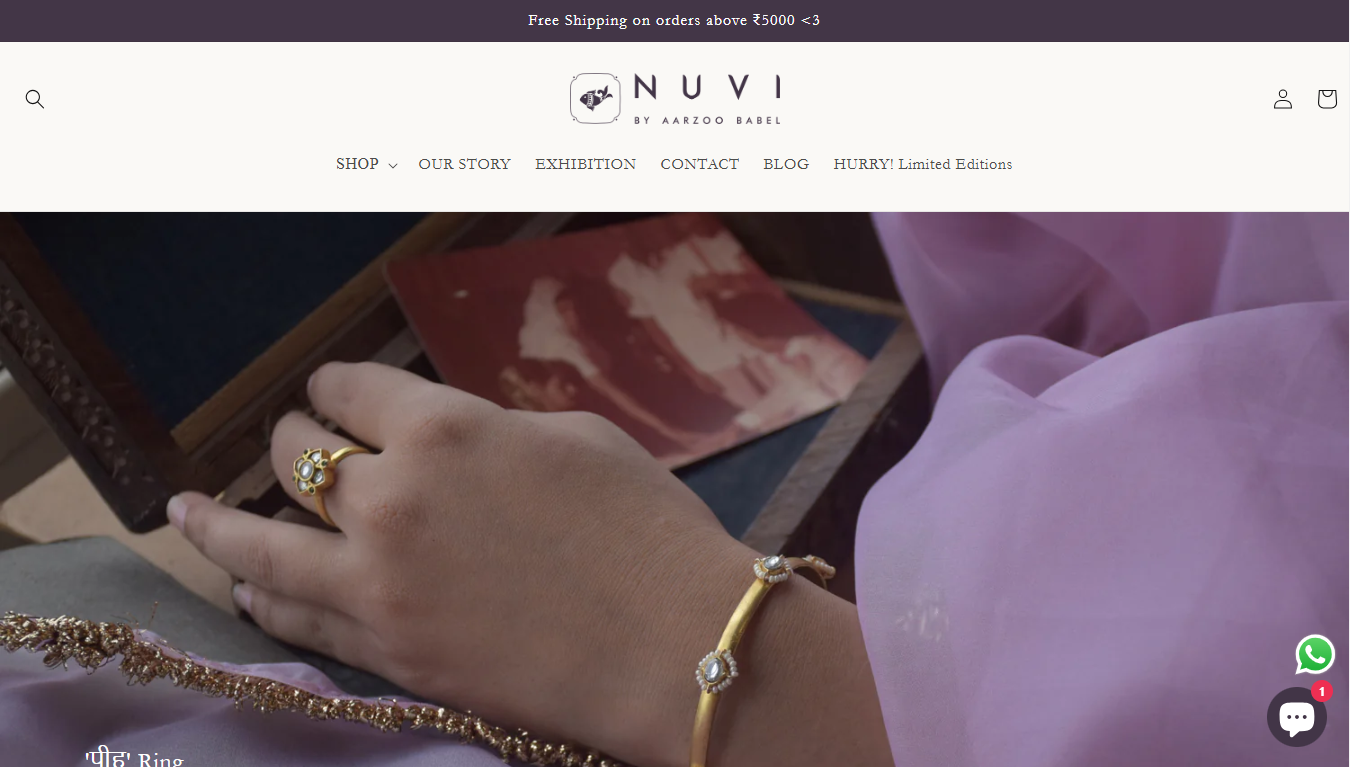 Free Shipping on orders above ₹5000 <3
NUVI
BY AARZOO BABEL
SHOP
OUR STORY
EXHIBITION
CONTACT
BLOG
HURRY! Limited Editions
1
'पीहू' Ring